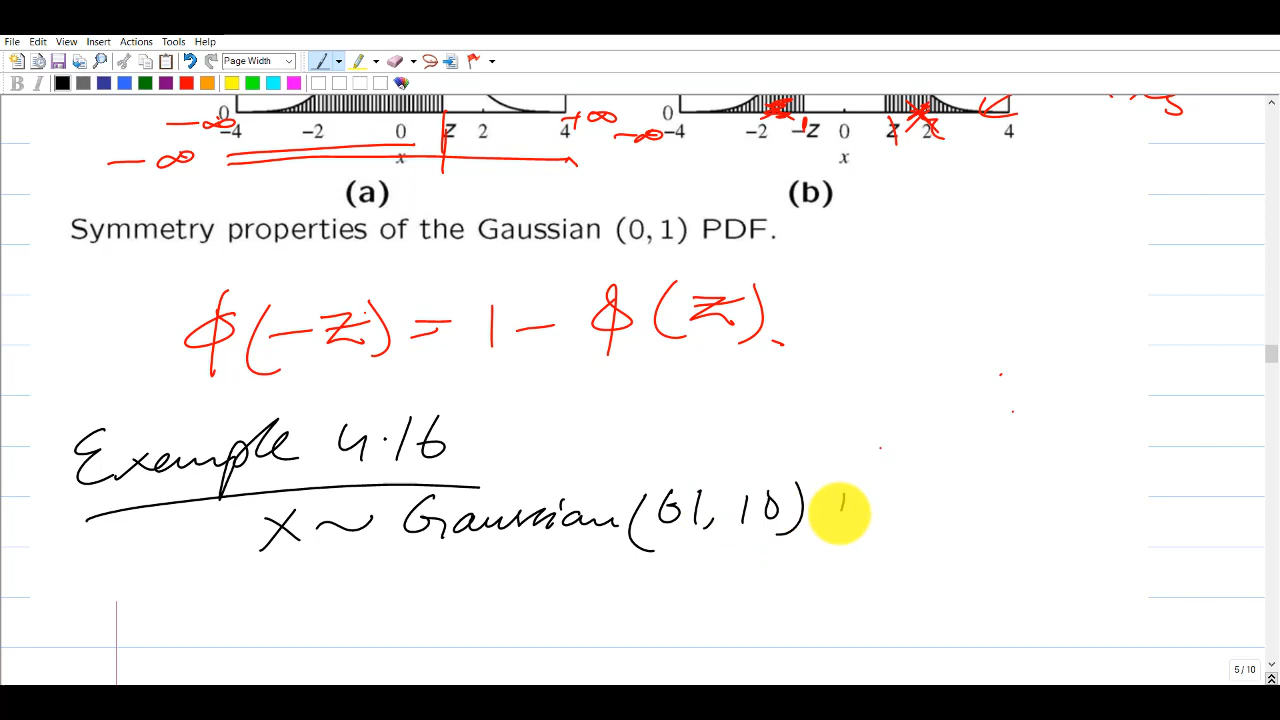 File Edit View Insert Actions Tools Help
Page Width
B I
0 −∞ −4 −2 0 z 2 4 +∞
−∞ 0 −4 −2 −z 0 z 2 4
−∞ x x
(a) (b)
Symmetry properties of the Gaussian (0, 1) PDF.
ϕ(−z) = 1 − ϕ(z).
Example 4.16
X ~ Gaussian(61, 10)
5 / 10